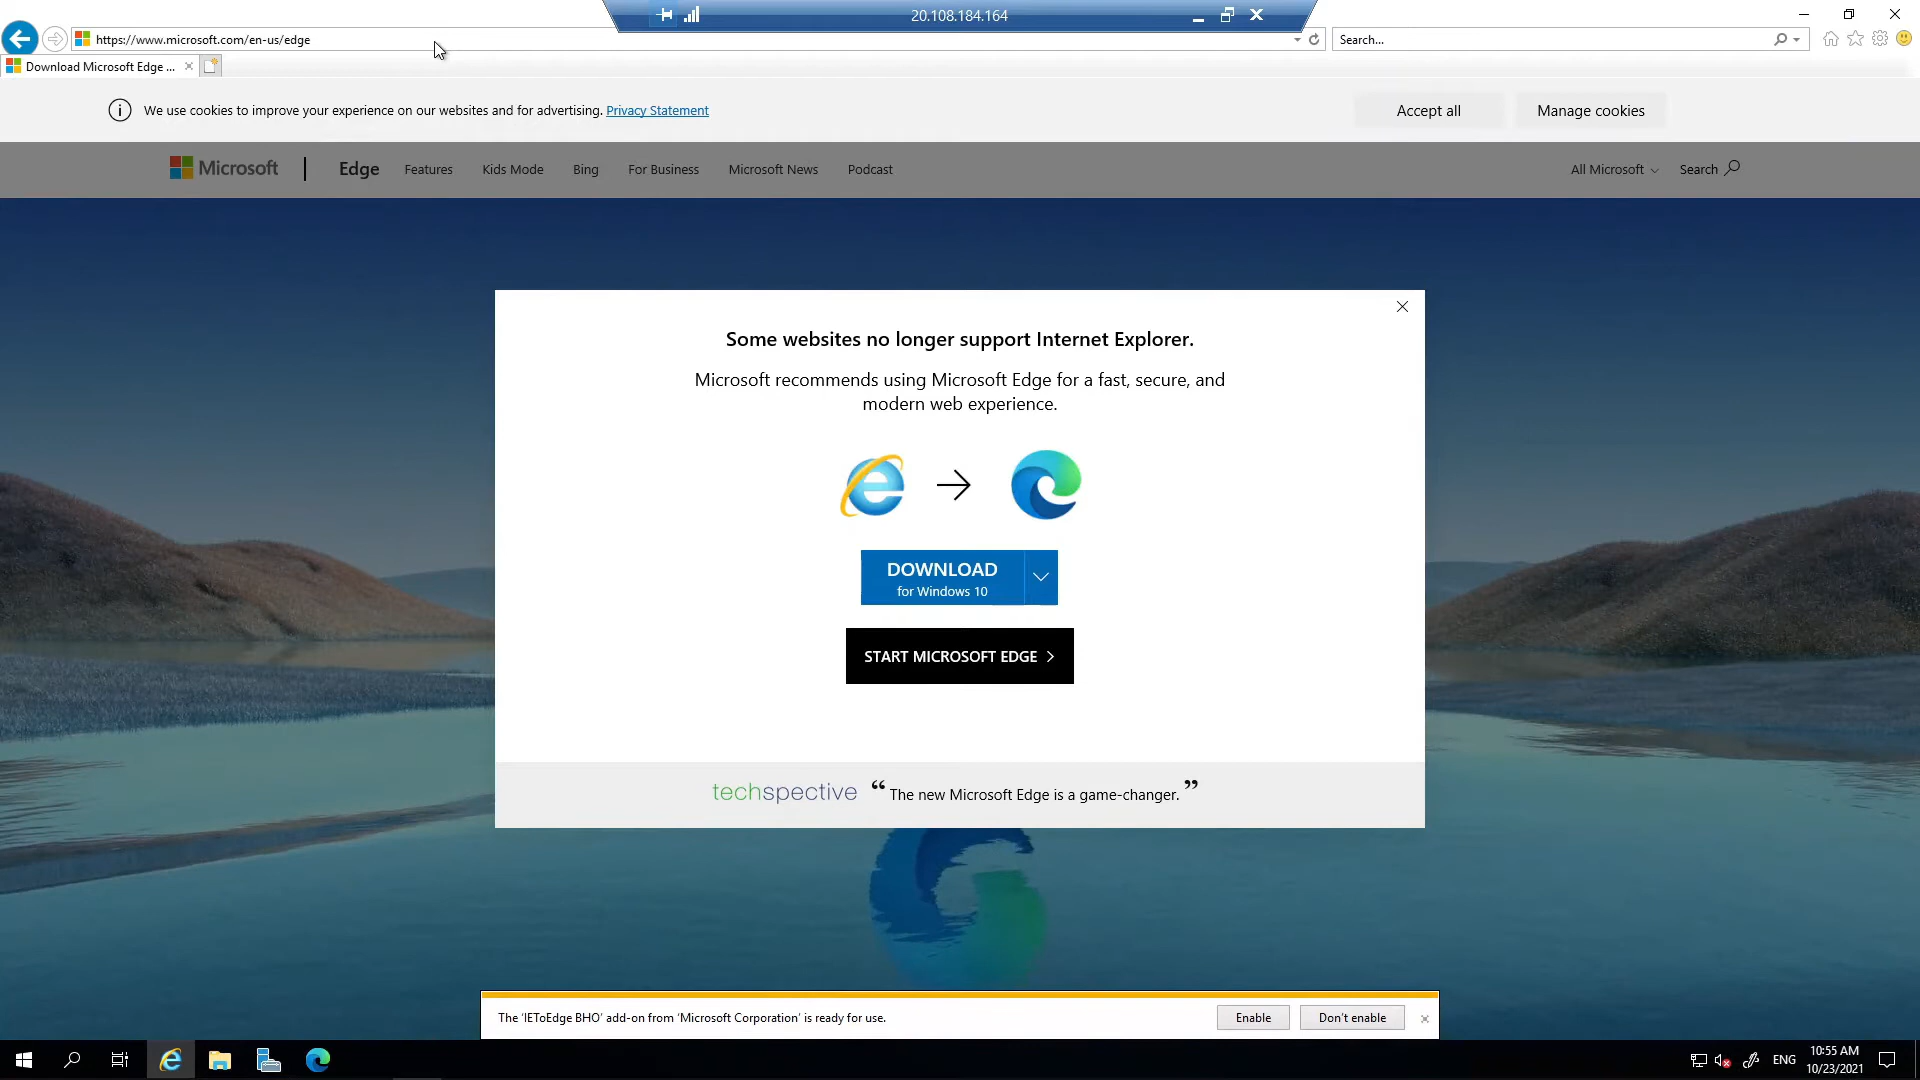 20.108.184.164
https://www.microsoft.com/en-us/edge
Search...
Download Microsoft Edge ...
We use cookies to improve your experience on our websites and for advertising. Privacy Statement
Accept all
Manage cookies
Microsoft
Edge
Features
Kids Mode
Bing
For Business
Microsoft News
Podcast
All Microsoft
Search
Some websites no longer support Internet Explorer.
Microsoft recommends using Microsoft Edge for a fast, secure, and
modern web experience.
DOWNLOAD
for Windows 10
START MICROSOFT EDGE >
techspective “ The new Microsoft Edge is a game-changer. ”
The ‘IEToEdge BHO’ add-on from ‘Microsoft Corporation’ is ready for use.
Enable
Don't enable
ENG
10:55 AM
10/23/2021